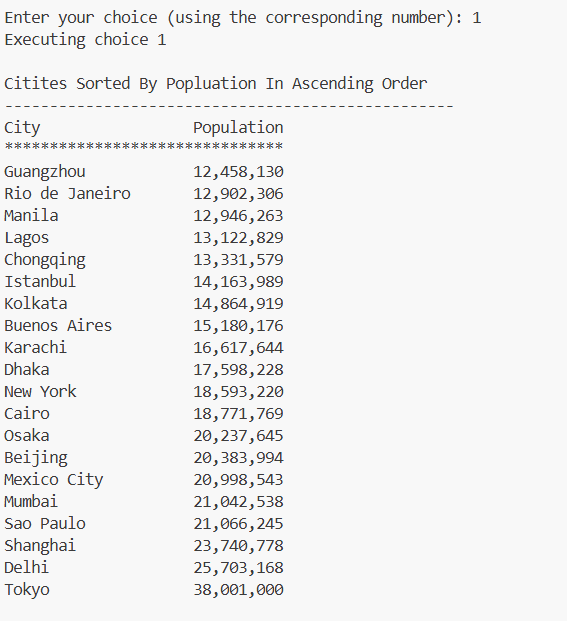 Enter your choice (using the corresponding number): 1
Executing choice 1
Citites Sorted By Popluation In Ascending Order
--------------------------------------------------
City Population
*******************************
Guangzhou 12,458,130
Rio de Janeiro 12,902,306
Manila 12,946,263
Lagos 13,122,829
Chongqing 13,331,579
Istanbul 14,163,989
Kolkata 14,864,919
Buenos Aires 15,180,176
Karachi 16,617,644
Dhaka 17,598,228
New York 18,593,220
Cairo 18,771,769
Osaka 20,237,645
Beijing 20,383,994
Mexico City 20,998,543
Mumbai 21,042,538
Sao Paulo 21,066,245
Shanghai 23,740,778
Delhi 25,703,168
Tokyo 38,001,000